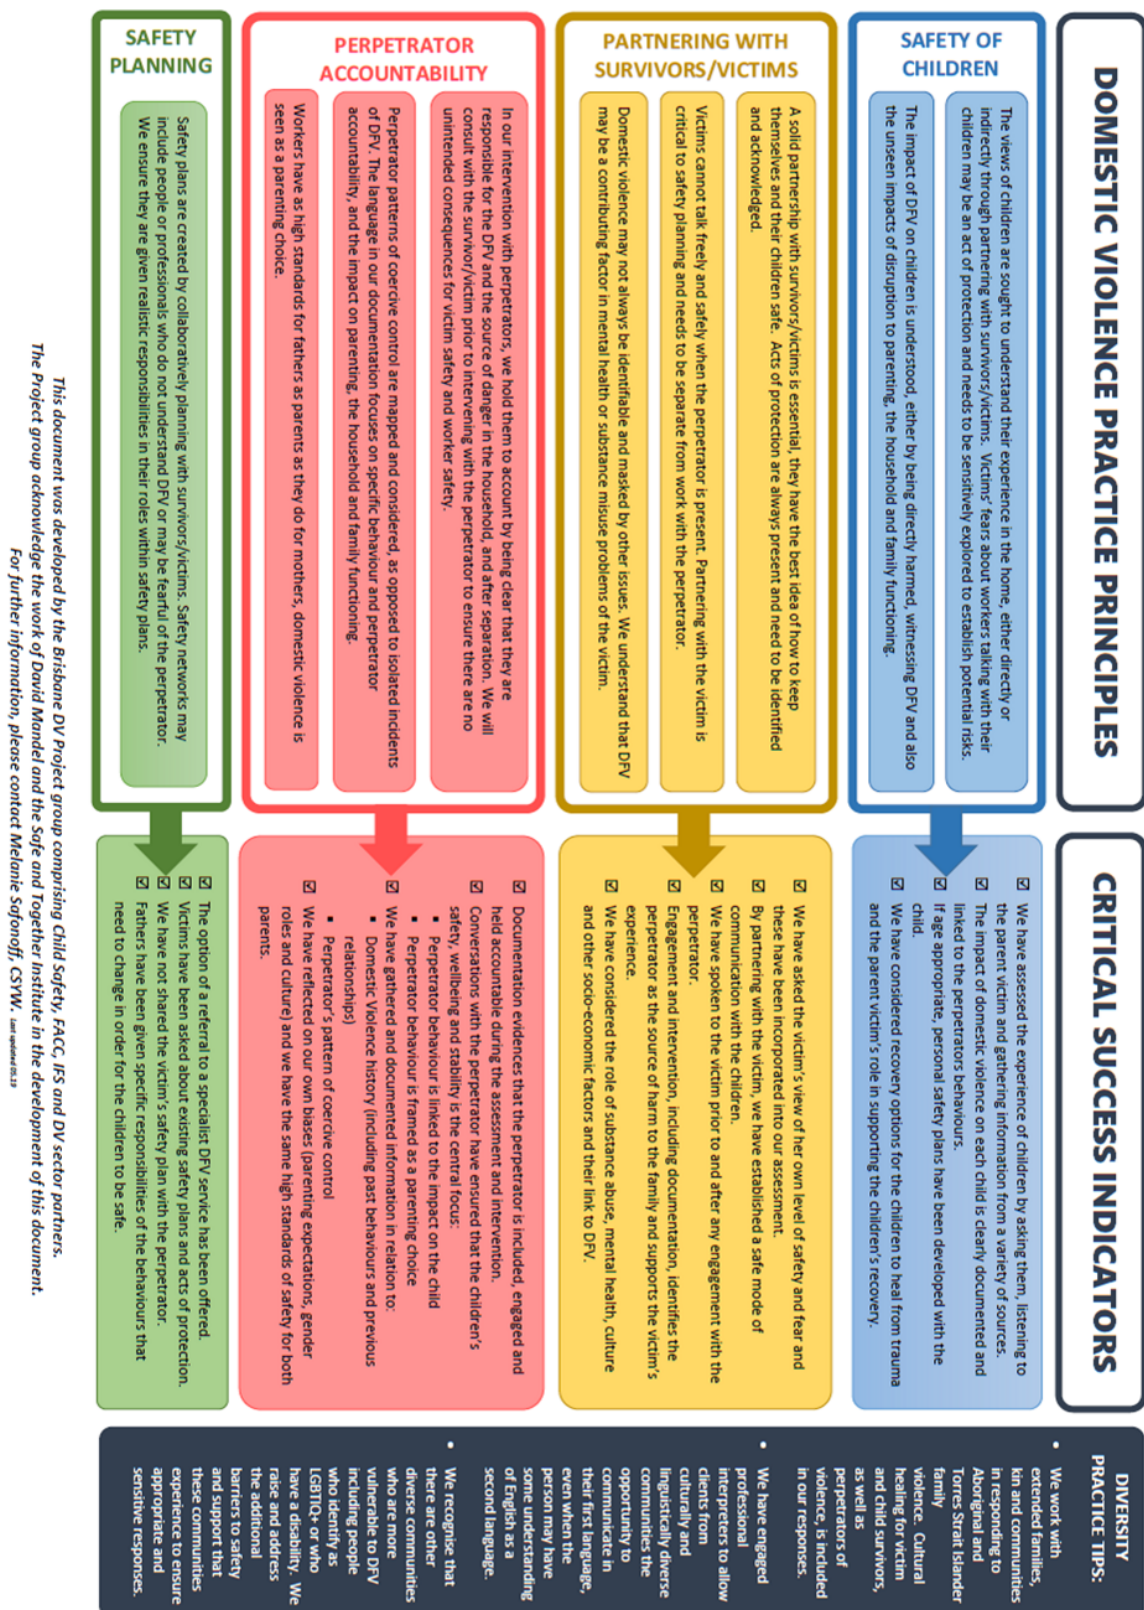 DOMESTIC VIOLENCE PRACTICE PRINCIPLES
SAFETY OF
CHILDREN
The views of children are sought to understand their experience in the home, either directly or
indirectly through partnering with survivors/victims.  Victims' fears about workers talking with their
children may be an act of protection and needs to be sensitively explored to establish potential risks.
The impact of DFV on children is understood, either by being directly harmed, witnessing DFV and also
the unseen impacts of disruption to parenting, the household and family functioning.
PARTNERING WITH
SURVIVORS/VICTIMS
A solid partnership with survivors/victims is essential, they have the best idea of how to keep
themselves and their children safe.  Acts of protection are always present and need to be identified
and acknowledged.
Victims cannot talk freely and safely when the perpetrator is present. Partnering with the victim is
critical to safety planning and needs to be separate from work with the perpetrator.
Domestic violence may not always be identifiable and masked by other issues. We understand that DFV
may be a contributing factor in mental health or substance misuse problems of the victim.
PERPETRATOR
ACCOUNTABILITY
In our intervention with perpetrators, we hold them to account by being clear that they are
responsible for the DFV and the source of danger in the household, and after separation. We will
consult with the survivor/victim prior to intervening with the perpetrator to ensure there are no
unintended consequences for victim safety and worker safety.
Perpetrator patterns of coercive control are mapped and considered, as opposed to isolated incidents
of DFV. The language in our documentation focuses on specific behaviour and perpetrator
accountability, and the impact on parenting, the household and family functioning.
Workers have as high standards for fathers as parents as they do for mothers, domestic violence is
seen as a parenting choice.
SAFETY
PLANNING
Safety plans are created by collaboratively planning with survivors/victims. Safety networks may
include people or professionals who do not understand DFV or may be fearful of the perpetrator.
We ensure they are given realistic responsibilities in their roles within safety plans.
CRITICAL SUCCESS INDICATORS
☑ We have assessed the experience of children by asking them, listening to
the parent victim and gathering information from a variety of sources.
☑ The impact of domestic violence on each child is clearly documented and
linked to the perpetrators behaviours.
☑ If age appropriate, personal safety plans have been developed with the
child.
☑ We have considered recovery options for the children to heal from trauma
and the parent victim's role in supporting the children's recovery.
☑ We have asked the victim's view of her own level of safety and fear and
these have been incorporated into our assessment.
☑ By partnering with the victim, we have established a safe mode of
communication with the children.
☑ We have spoken to the victim prior to and after any engagement with the
perpetrator.
☑ Engagement and intervention, including documentation, identifies the
perpetrator as the source of harm to the family and supports the victim's
experience.
☑ We have considered the role of substance abuse, mental health, culture
and other socio-economic factors and their link to DFV.
☑ Documentation evidences that the perpetrator is included, engaged and
held accountable during the assessment and intervention.
☑ Conversations with the perpetrator have ensured that the children's
safety, wellbeing and stability is the central focus:
▪ Perpetrator behaviour is linked to the impact on the child
▪ Perpetrator behaviour is framed as a parenting choice
☑ We have gathered and documented information in relation to:
▪ Domestic Violence history (including past behaviours and previous
relationships)
▪ Perpetrator's pattern of coercive control
☑ We have reflected on our own biases (parenting expectations, gender
roles and culture) and we have the same high standards of safety for both
parents.
☑ The option of a referral to a specialist DFV service has been offered.
☑ Victims have been asked about existing safety plans and acts of protection.
☑ We have not shared the victim's safety plan with the perpetrator.
☑ Fathers have been given specific responsibilities of the behaviours that
need to change in order for the children to be safe.
DIVERSITY
PRACTICE TIPS:
• We work with
extended families,
kin and communities
in responding to
Aboriginal and
Torres Strait Islander
family
violence.  Cultural
healing for victim
and child survivors,
as well as
perpetrators of
violence, is included
in our responses.
• We have engaged
professional
interpreters to allow
clients from
culturally and
linguistically diverse
communities the
opportunity to
communicate in
their first language,
even when the
person may have
some understanding
of English as a
second language.
• We recognise that
there are other
diverse communities
who are more
vulnerable to DFV
including people
who identify as
LGBTIQ+ or who
have a disability.  We
raise and address
the additional
barriers to safety
and support that
these communities
experience to ensure
appropriate and
sensitive responses.
This document was developed by the Brisbane DV Project group comprising Child Safety, FACC, IFS and DV sector partners.
The Project group acknowledge the work of David Mandel and the Safe and Together Institute in the development of this document.
For further information, please contact Melanie Safonoff, CSYW. Last updated 05.19